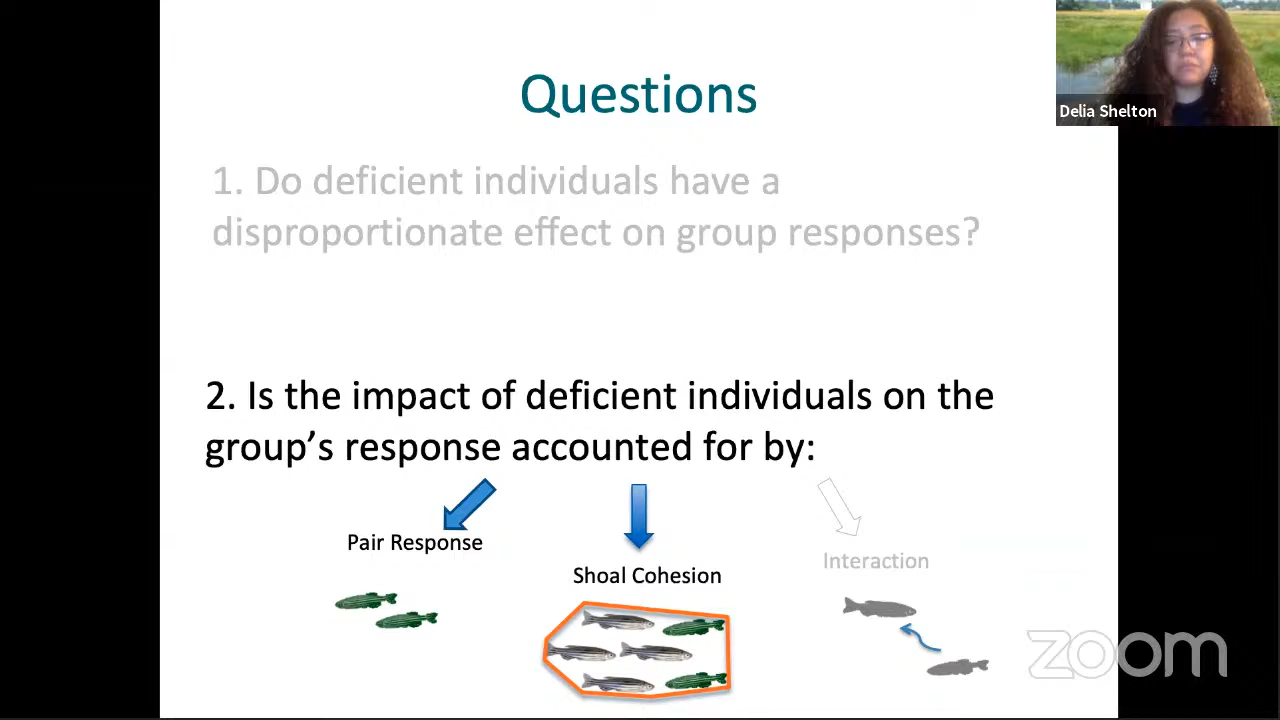 Questions
1. Do deficient individuals have a
disproportionate effect on group responses?
2. Is the impact of deficient individuals on the
group’s response accounted for by:
Pair Response
Shoal Cohesion
Interaction
Delia Shelton
zoom